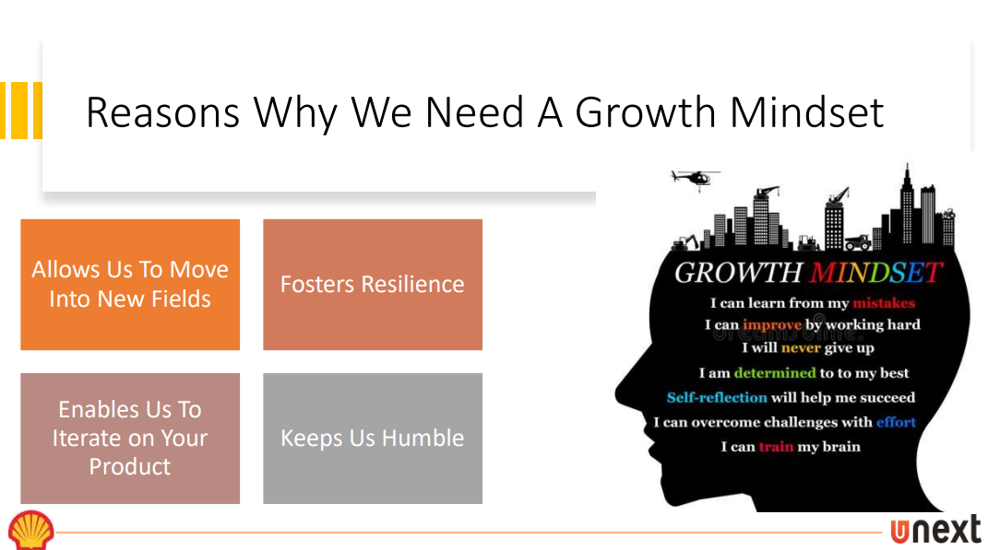 Reasons Why We Need A Growth Mindset
Allows Us To Move
Into New Fields
Fosters Resilience
Enables Us To
Iterate on Your
Product
Keeps Us Humble
GROWTH MINDSET
I can learn from my mistakes
I can improve by working hard
I will never give up
I am determined to to my best
Self-reflection will help me succeed
I can overcome challenges with effort
I can train my brain
unext